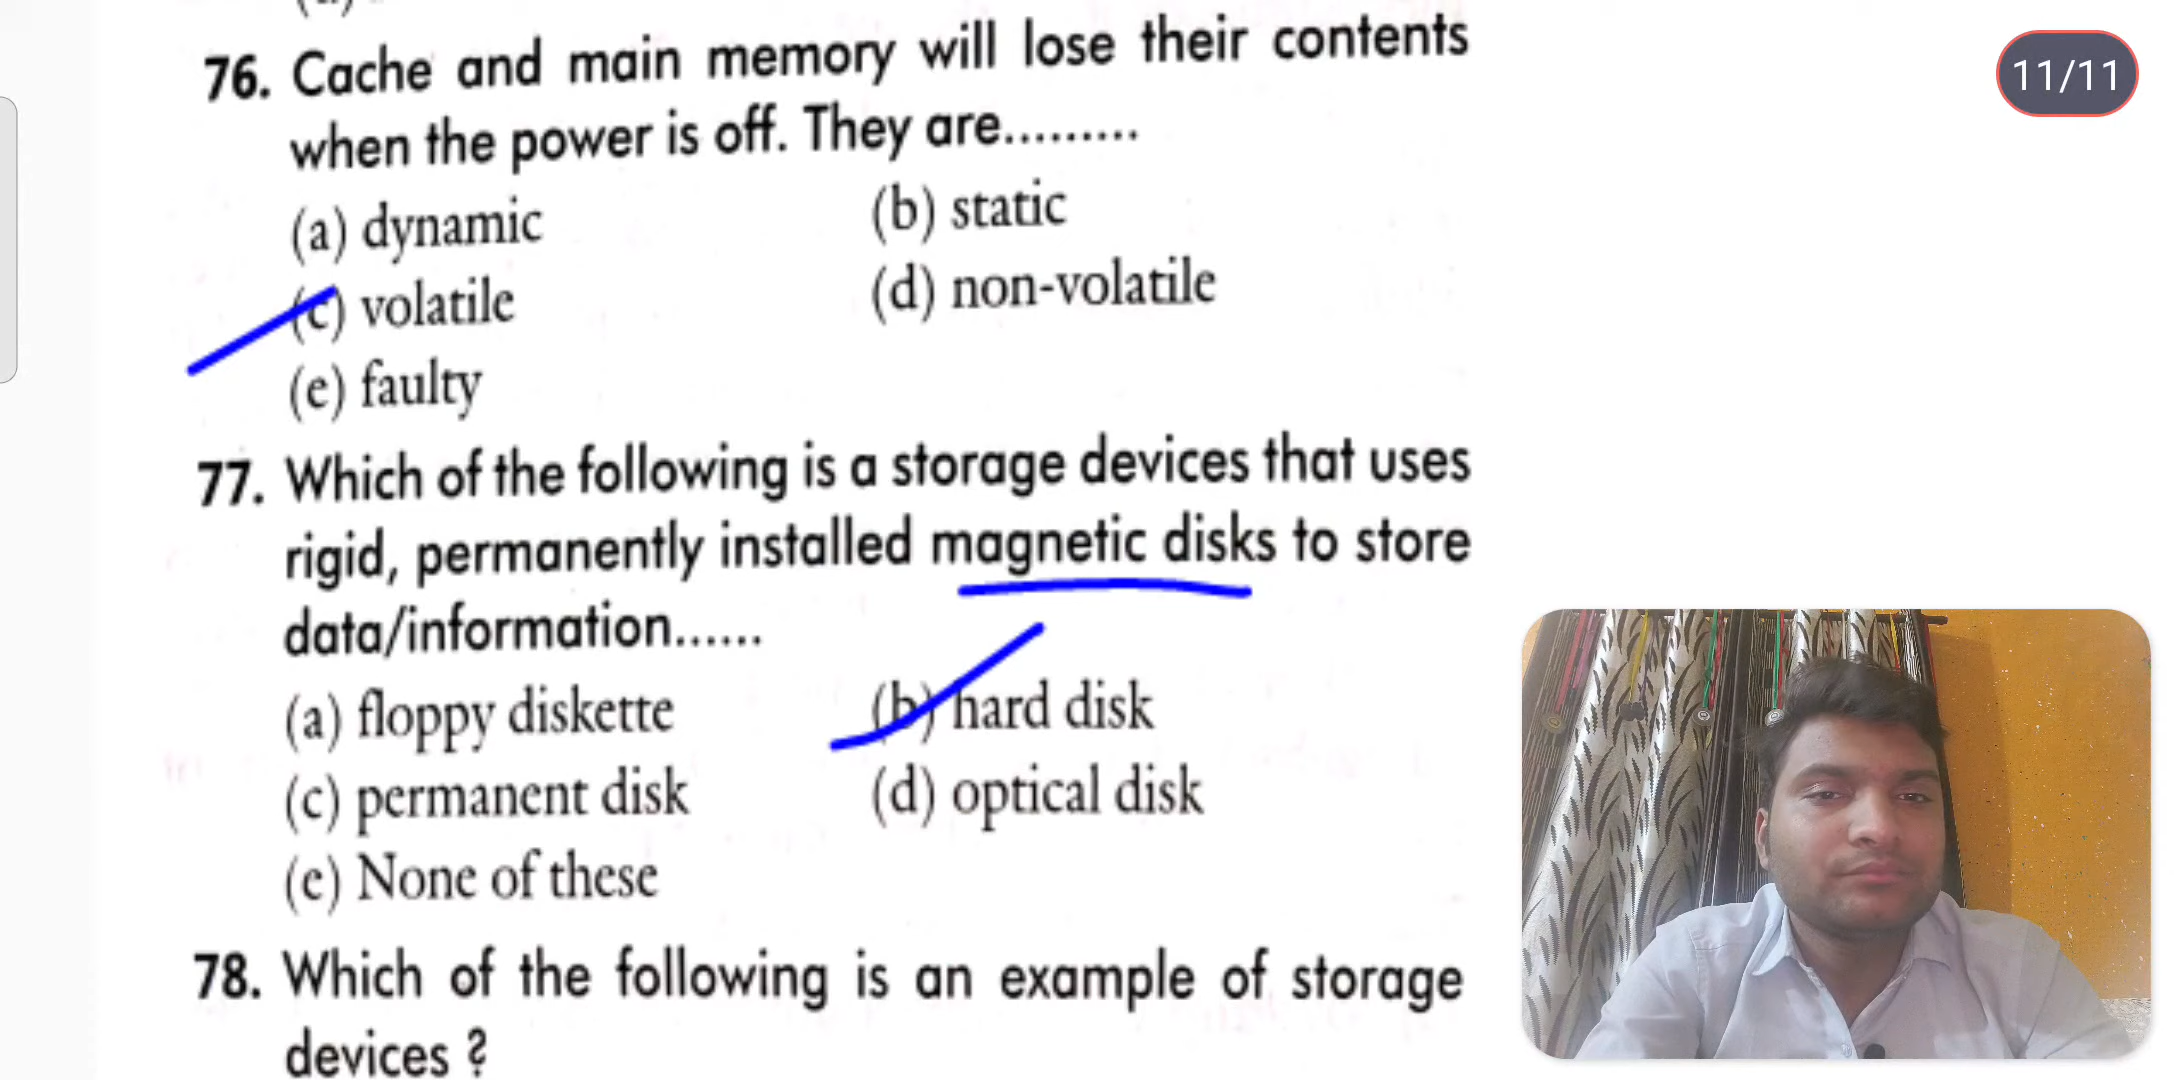 76. Cache and main memory will lose their contents
when the power is off. They are.........
(a) dynamic (b) static
(c) volatile (d) non-volatile
(e) faulty
77. Which of the following is a storage devices that uses
rigid, permanently installed magnetic disks to store
data/information......
(a) floppy diskette (b) hard disk
(c) permanent disk (d) optical disk
(e) None of these
78. Which of the following is an example of storage
devices ?
11/11